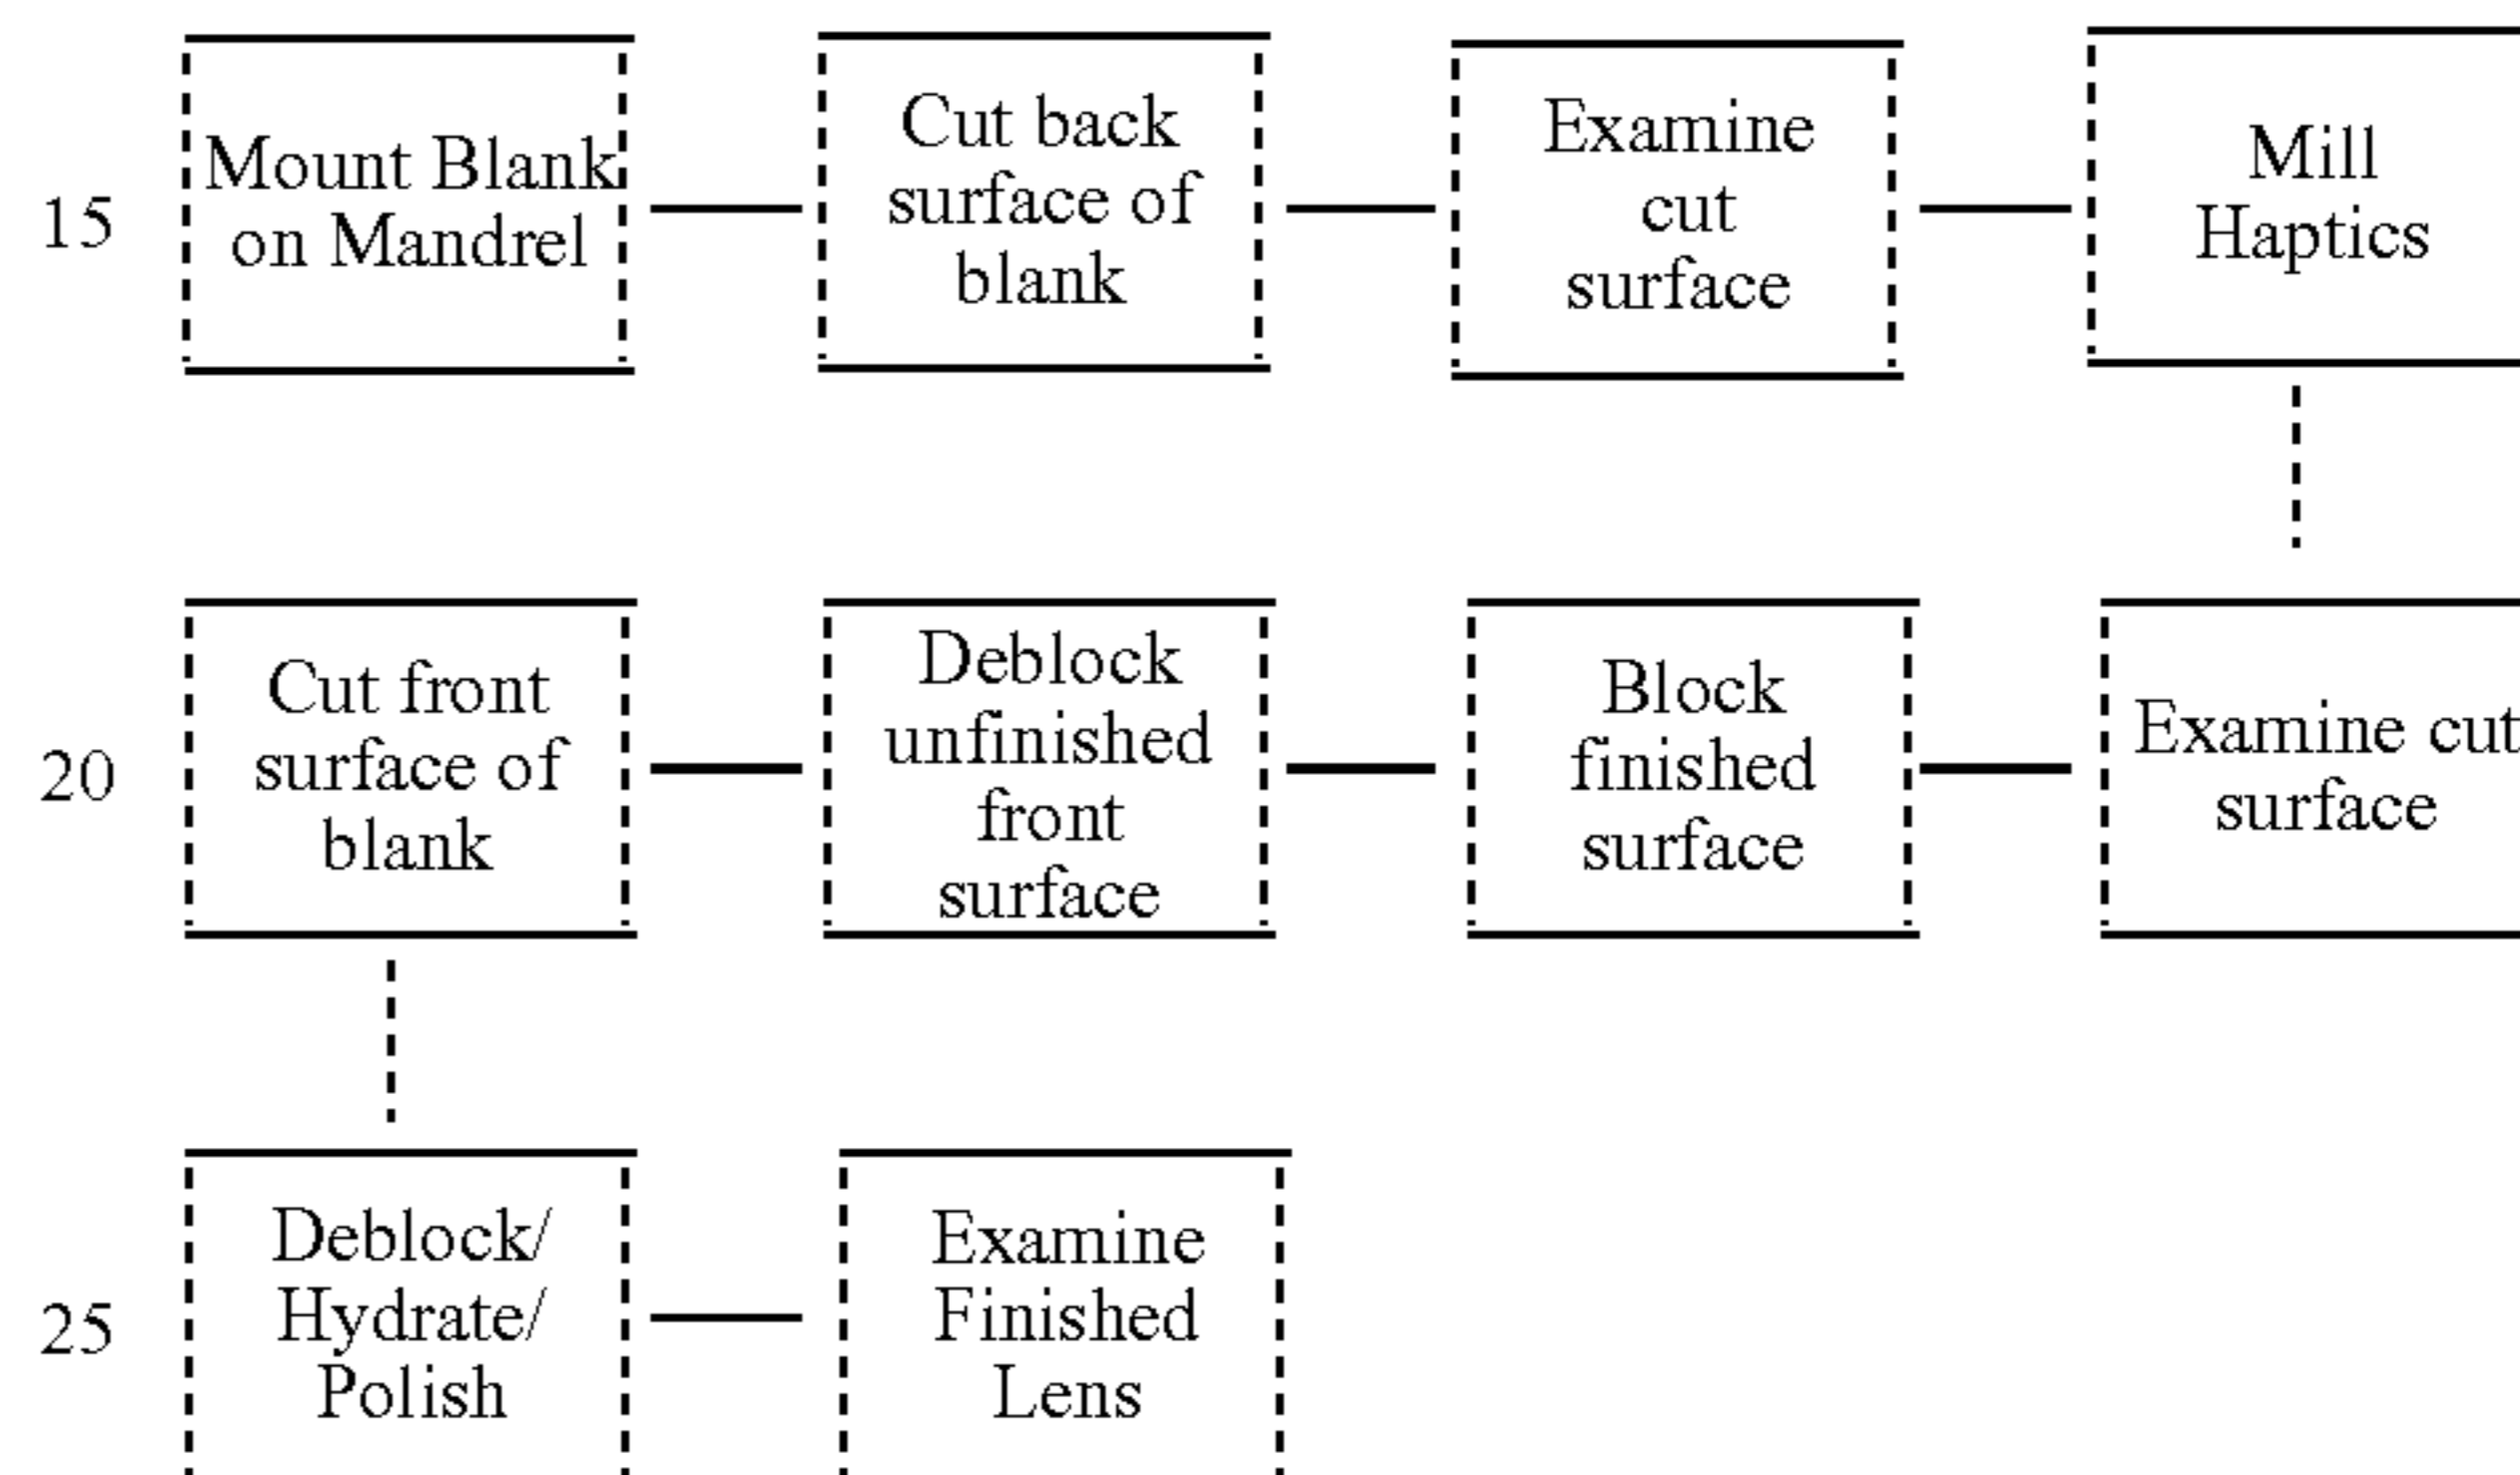 15
Mount Blank
on Mandrel
Cut back
surface of
blank
Examine
cut
surface
Mill
Haptics
20
Cut front
surface of
blank
Deblock
unfinished
front
surface
Block
finished
surface
Examine cut
surface
25
Deblock/
Hydrate/
Polish
Examine
Finished
Lens